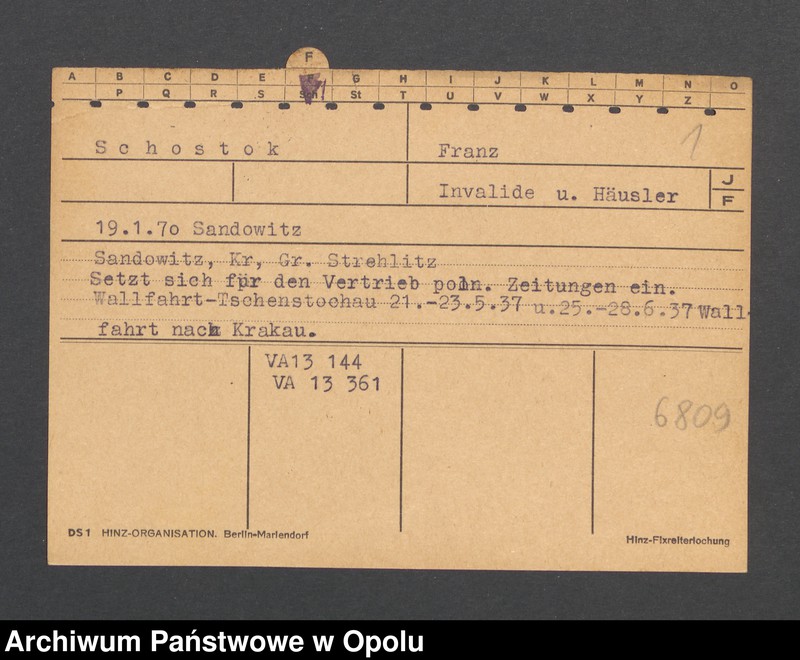 F
A B C D E F G H I J K L M N O
P Q R S Sch St T U V W X Y Z
Schostok Franz
1
Invalide u. Häusler
J
F
19.1.7o Sandowitz
Sandowitz, Kr, Gr. Strehlitz
Setzt sich für den Vertrieb poln. Zeitungen ein.
Wallfahrt-Tschenstochau 21.-23.5.37 u.25.-28.6.37 Wall-
fahrt nach Krakau.
VA13 144
VA 13 361
6809
DS1 HINZ-ORGANISATION. Berlin-Mariendorf
Hinz-Fixreiterlochung
Archiwum Państwowe w Opolu